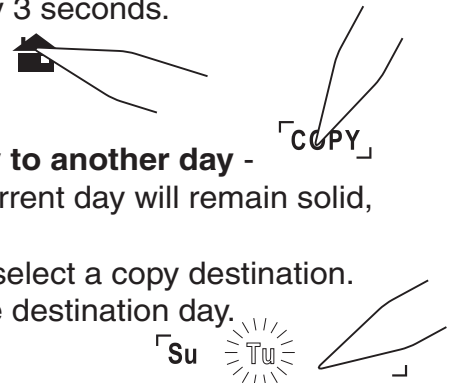 y 3 seconds.
COPY
y to another day -
rrent day will remain solid,
select a copy destination.
e destination day.
Su Tu